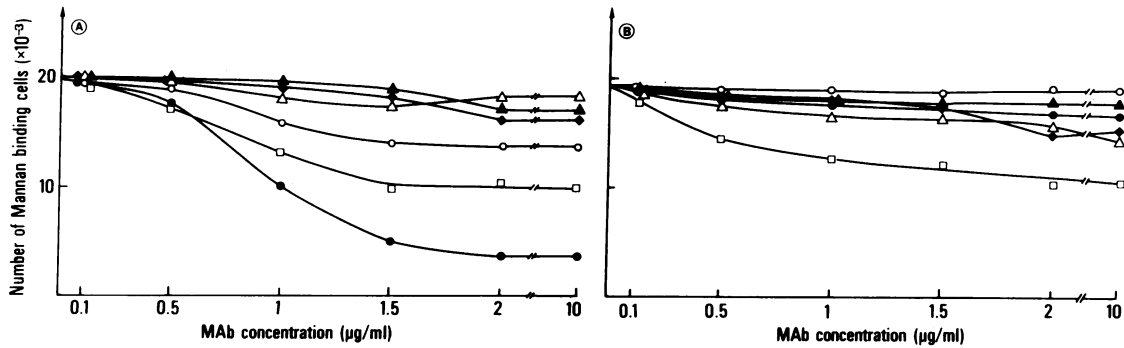 A
B
Number of Mannan binding cells (×10⁻³)
20
10
0.1 0.5 1 1.5 2 10
MAb concentration (μg/ml)
0.1 0.5 1 1.5 2 10
MAb concentration (μg/ml)